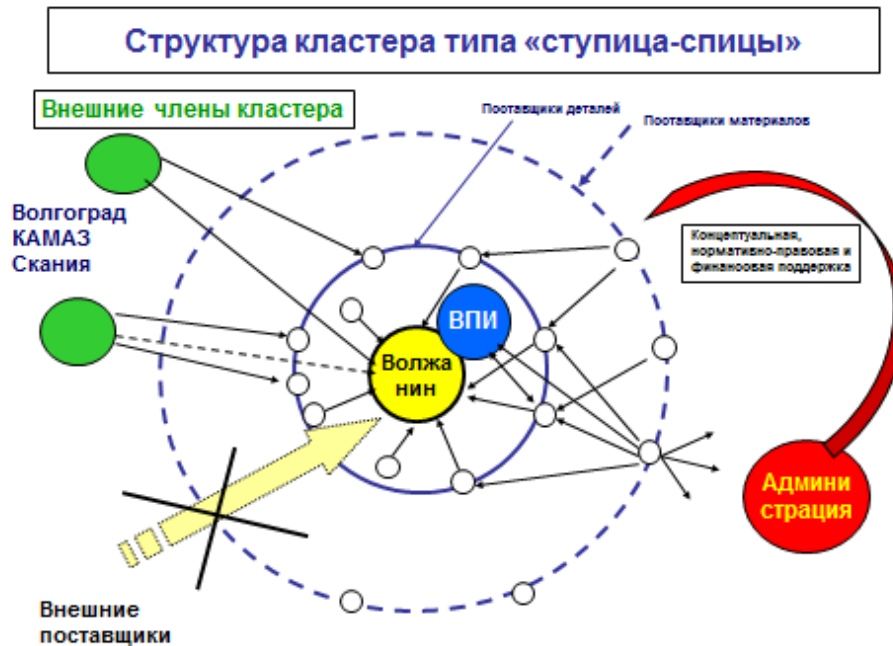 Структура кластера типа «ступица-спицы»
Внешние члены кластера
Поставщики деталей
Поставщики материалов
Волгоград
КАМАЗ
Скания
Концептуальная,
нормативно-правовая и
финансовая поддержка
ВПИ
Волжа
нин
Админи
страция
Внешние
поставщики